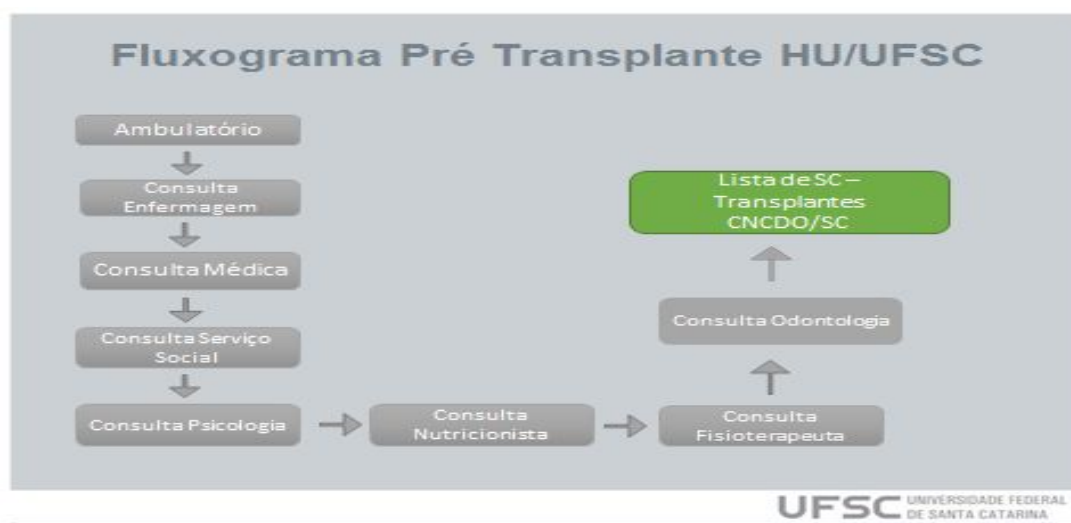 Fluxograma Pré Transplante HU/UFSC
Ambulatório
Consulta
Enfermagem
Consulta Médica
Consulta Serviço
Social
Consulta Psicologia
Consulta
Nutricionista
Consulta
Fisioterapeuta
Consulta Odontologia
Lista de SC –
Transplantes
CNCDO/SC
UFSC UNIVERSIDADE FEDERAL
DE SANTA CATARINA